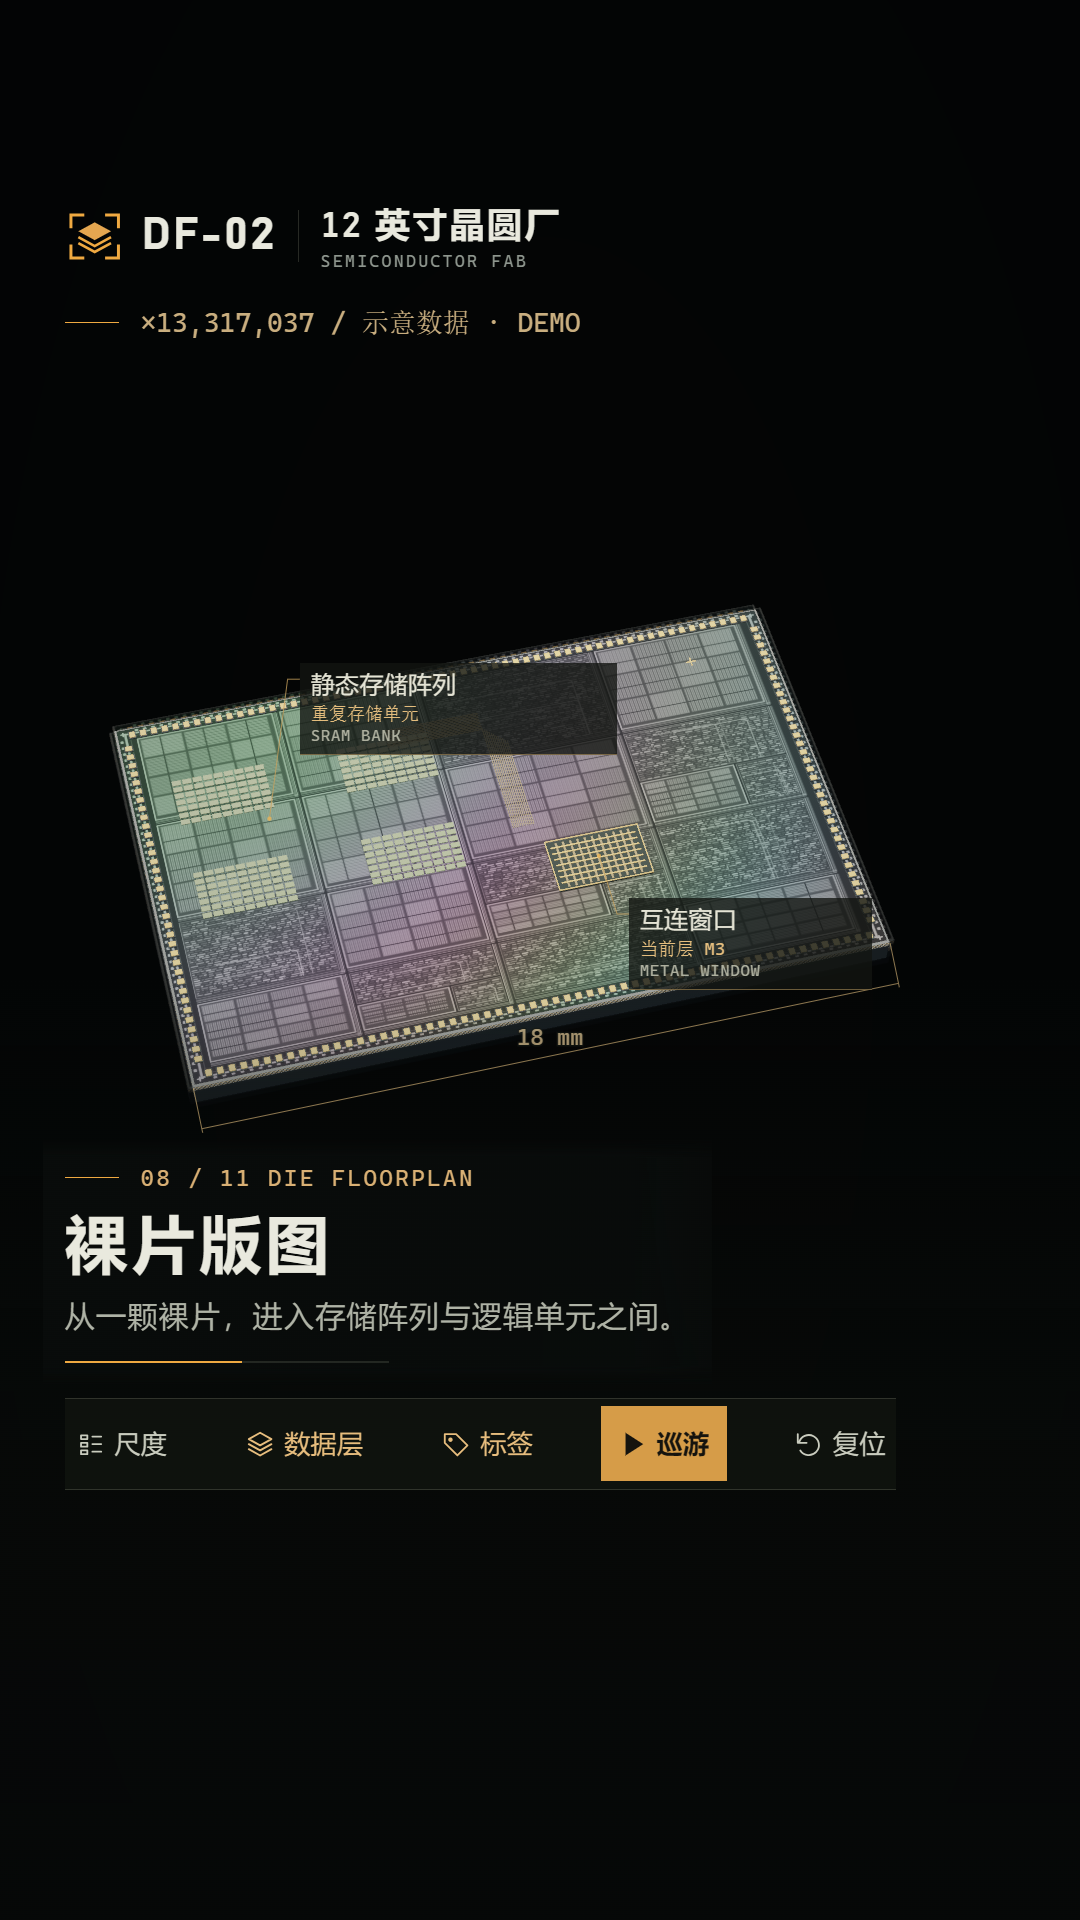 DF-02
12 英寸晶圆厂
SEMICONDUCTOR FAB
×13,317,037 / 示意数据 · DEMO
静态存储阵列
重复存储单元
SRAM BANK
互连窗口
当前层 M3
METAL WINDOW
18 mm
08 / 11 DIE FLOORPLAN
裸片版图
从一颗裸片，进入存储阵列与逻辑单元之间。
尺度 数据层 标签 巡游 复位